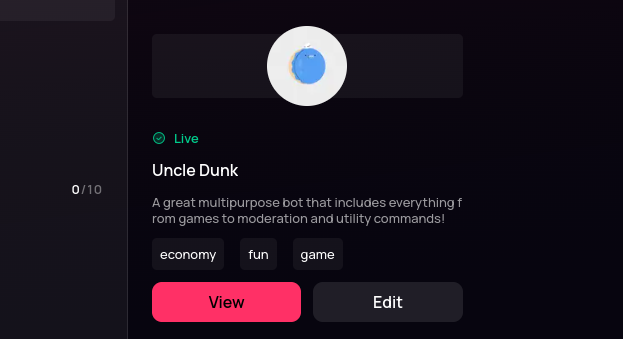 Live
Uncle Dunk
0/10
A great multipurpose bot that includes everything f
rom games to moderation and utility commands!
economy fun game
View Edit